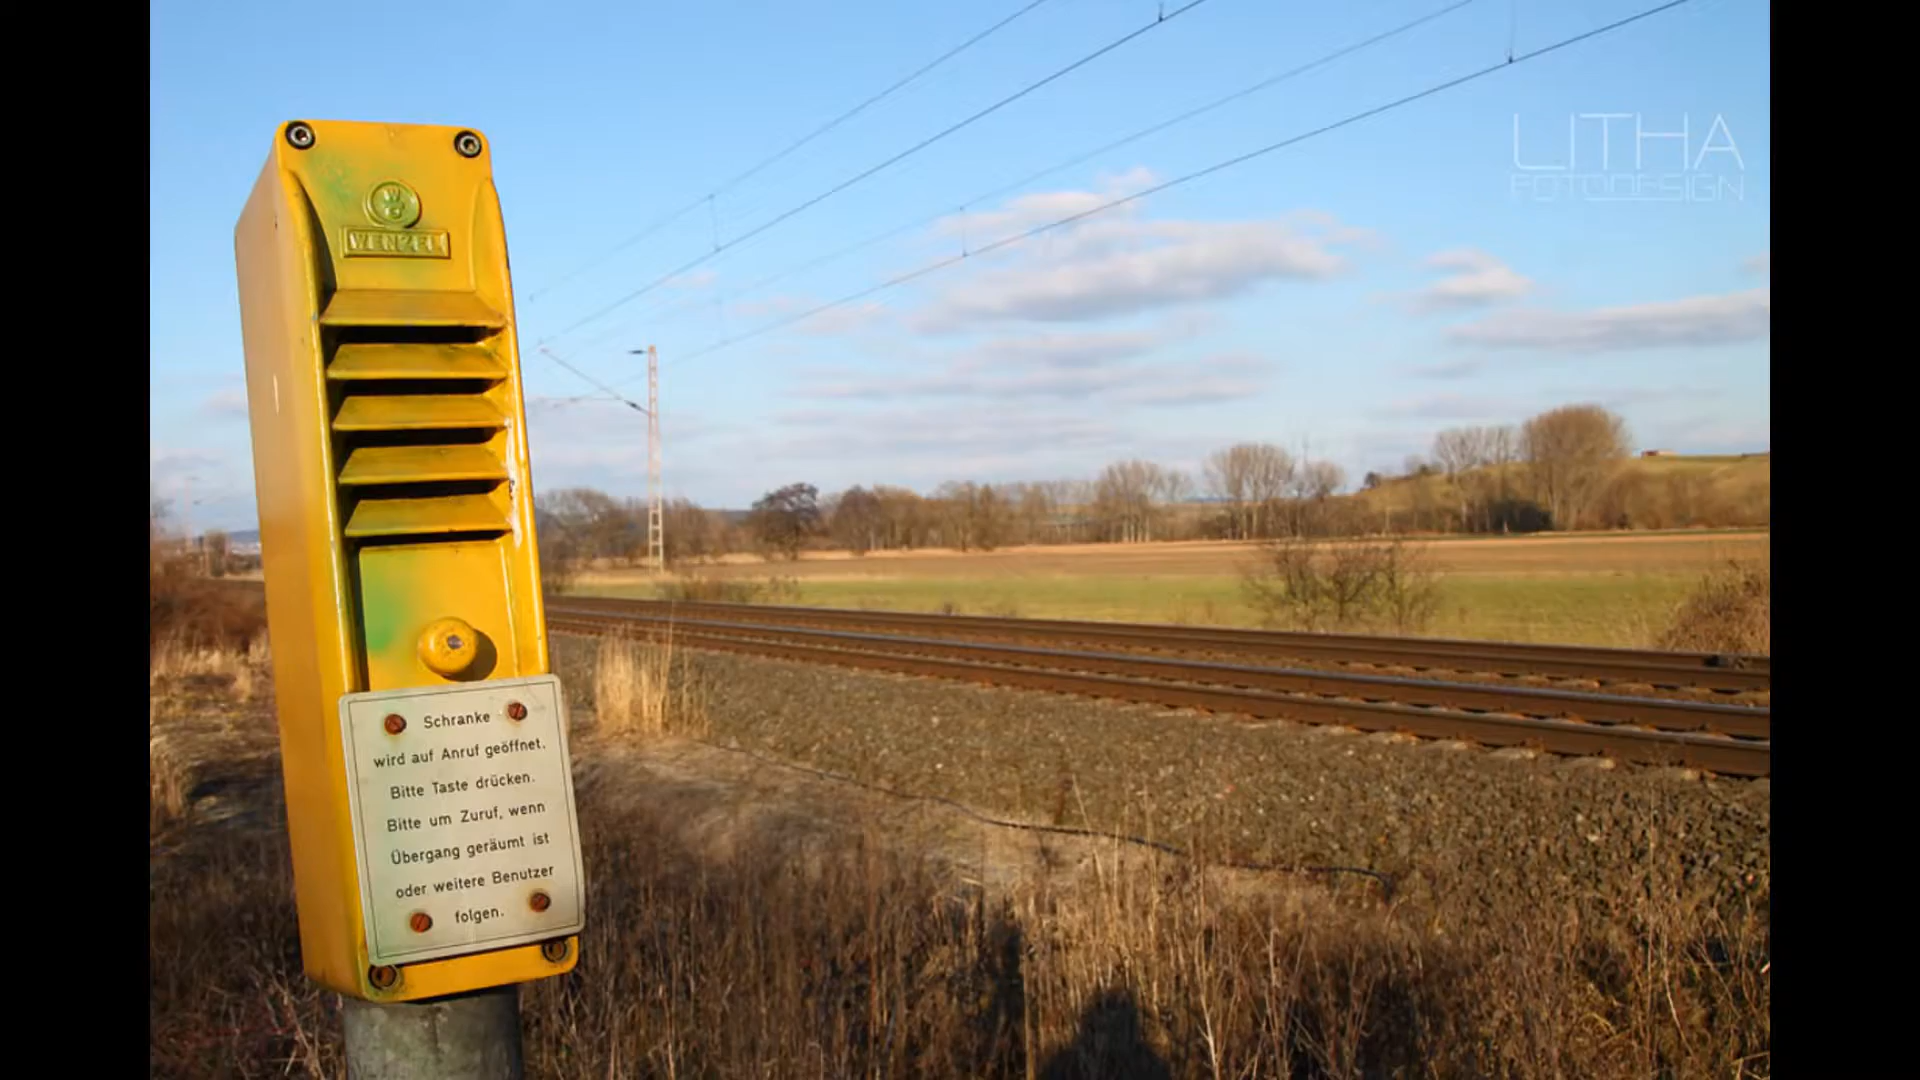 LITHA
FOTODESIGN
W
G
WENZEL
Schranke
wird auf Anruf geöffnet.
Bitte Taste drücken.
Bitte um Zuruf, wenn
Übergang geräumt ist
oder weitere Benutzer
folgen.